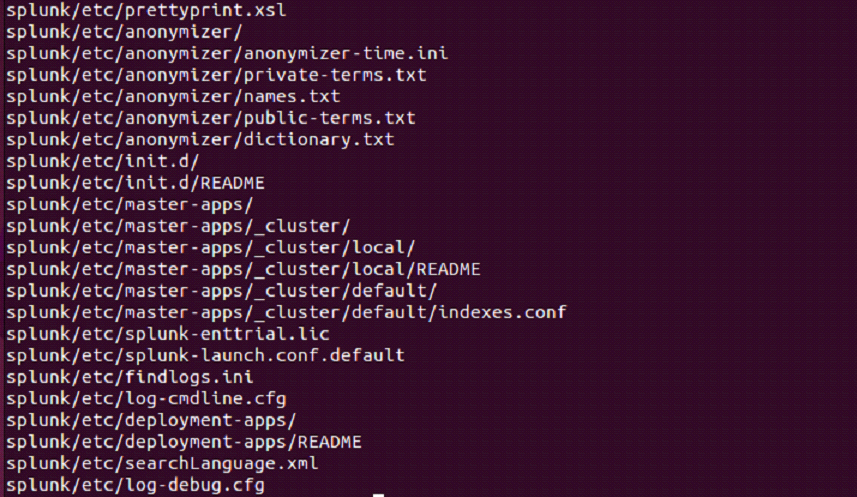 splunk/etc/prettyprint.xsl
splunk/etc/anonymizer/
splunk/etc/anonymizer/anonymizer-time.ini
splunk/etc/anonymizer/private-terms.txt
splunk/etc/anonymizer/names.txt
splunk/etc/anonymizer/public-terms.txt
splunk/etc/anonymizer/dictionary.txt
splunk/etc/init.d/
splunk/etc/init.d/README
splunk/etc/master-apps/
splunk/etc/master-apps/_cluster/
splunk/etc/master-apps/_cluster/local/
splunk/etc/master-apps/_cluster/local/README
splunk/etc/master-apps/_cluster/default/
splunk/etc/master-apps/_cluster/default/indexes.conf
splunk/etc/splunk-enttrial.lic
splunk/etc/splunk-launch.conf.default
splunk/etc/findlogs.ini
splunk/etc/log-cmdline.cfg
splunk/etc/deployment-apps/
splunk/etc/deployment-apps/README
splunk/etc/searchLanguage.xml
splunk/etc/log-debug.cfg